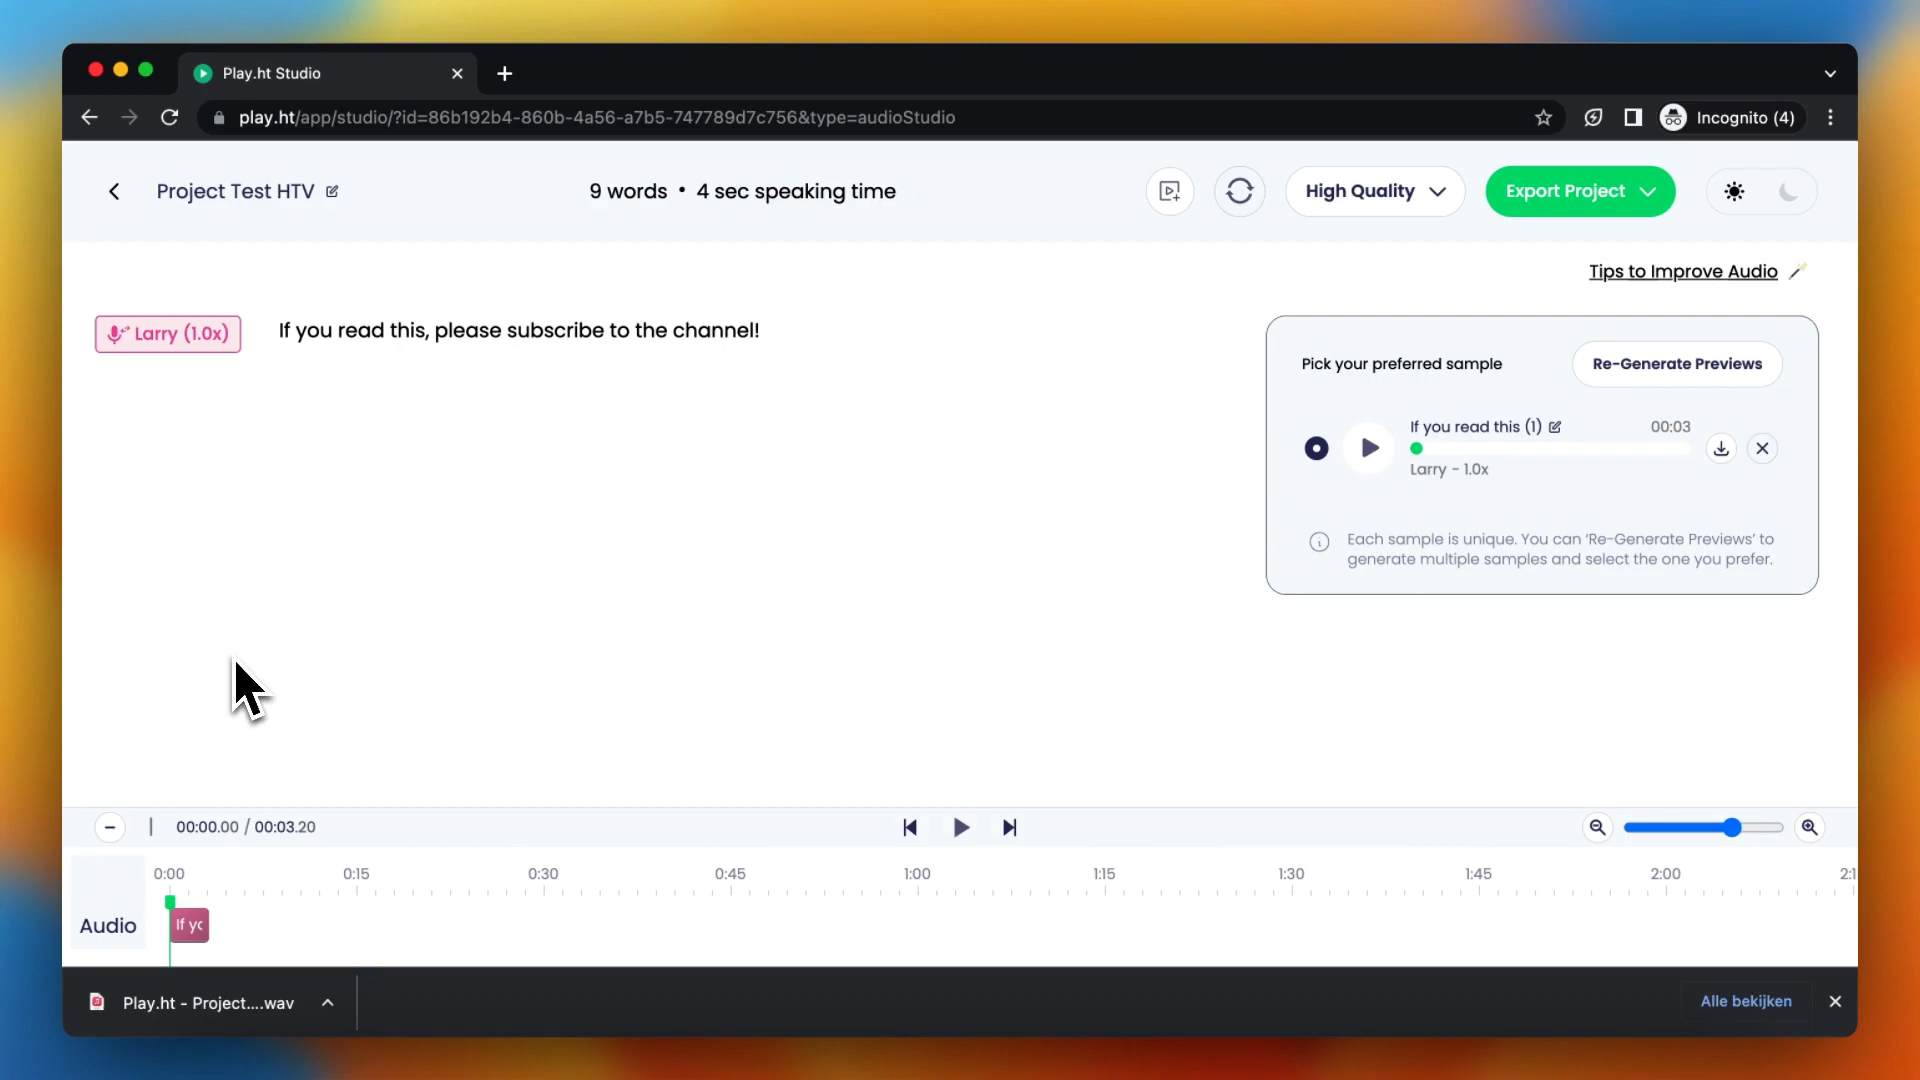 Play.ht Studio
play.ht/app/studio/?id=86b192b4-860b-4a56-a7b5-747789d7c756&type=audioStudio
Incognito (4)
Project Test HTV
9 words • 4 sec speaking time
High Quality
Export Project
Tips to Improve Audio
Larry (1.0x)
If you read this, please subscribe to the channel!
Pick your preferred sample
Re-Generate Previews
If you read this (1)
00:03
Larry - 1.0x
Each sample is unique. You can ‘Re-Generate Previews’ to
generate multiple samples and select the one you prefer.
00:00.00 / 00:03.20
0:00 0:15 0:30 0:45 1:00 1:15 1:30 1:45 2:00 2:1
Audio
If yc
Play.ht - Project....wav
Alle bekijken